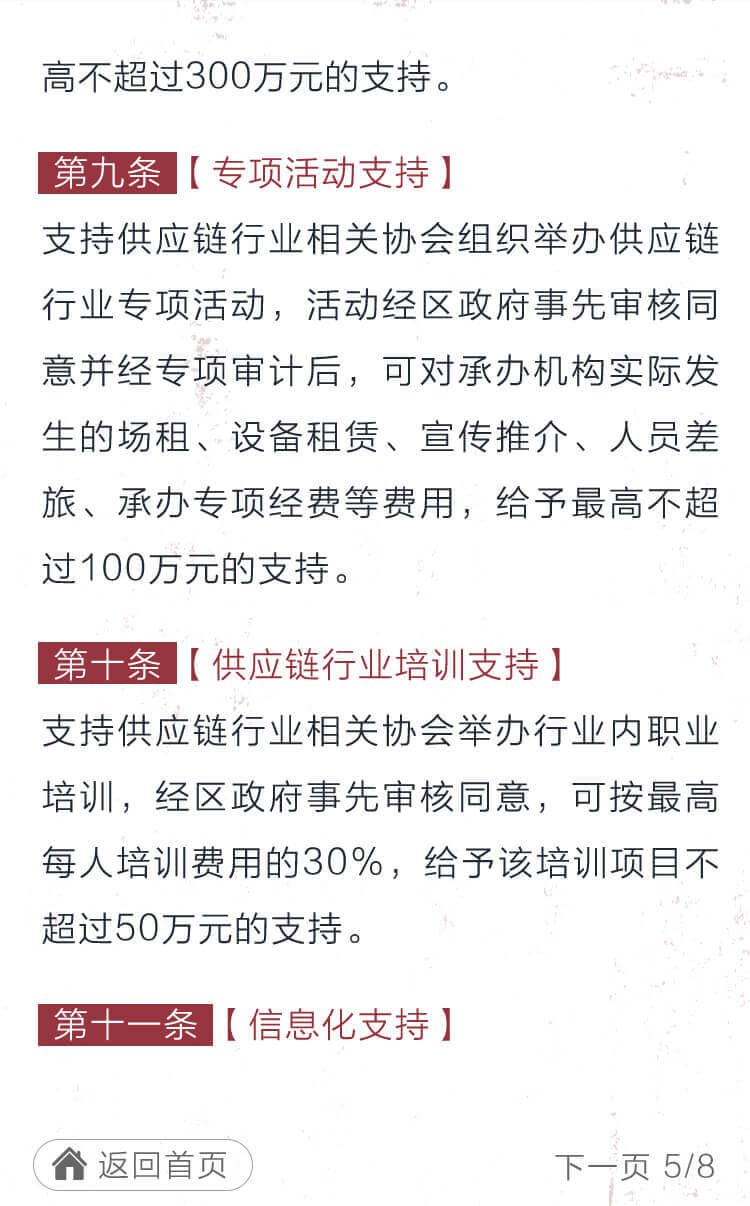 高不超过300万元的支持。
第九条【专项活动支持】
支持供应链行业相关协会组织举办供应链
行业专项活动，活动经区政府事先审核同
意并经专项审计后，可对承办机构实际发
生的场租、设备租赁、宣传推介、人员差
旅、承办专项经费等费用，给予最高不超
过100万元的支持。
第十条【供应链行业培训支持】
支持供应链行业相关协会举办行业内职业
培训，经区政府事先审核同意，可按最高
每人培训费用的30%，给予该培训项目不
超过50万元的支持。
第十一条【信息化支持】
返回首页 下一页 5/8